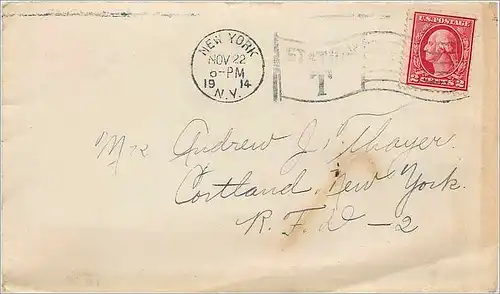 NEW YORK
NOV 22
6-PM
19 14
N.Y.
STATION
T
U.S. POSTAGE
2 CENTS 2
Mr Andrew J. Thayer.
Cortland, New York.
R. F. D - 2